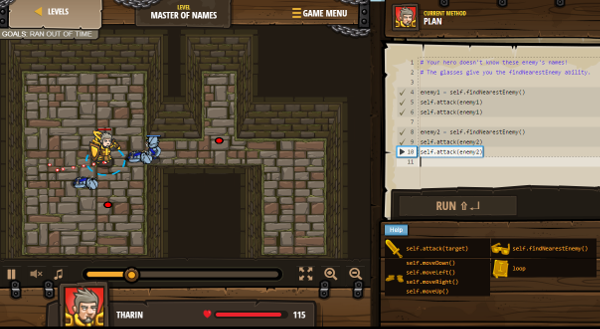 LEVELS
LEVEL
MASTER OF NAMES
GAME MENU
CURRENT METHOD
PLAN
GOALS: RAN OUT OF TIME
1 # Your hero doesn't know these enemy's names!
2 # The glasses give you the findNearestEnemy ability.
3
4 enemy1 = self.findNearestEnemy()
5 self.attack(enemy1)
6 self.attack(enemy1)
7
8 enemy2 = self.findNearestEnemy()
9 self.attack(enemy2)
10 self.attack(enemy2)
11
RUN ⇧↵
Help
self.attack(target)
self.findNearestEnemy()
self.moveDown()
self.moveLeft()
self.moveRight()
self.moveUp()
loop
THARIN
115